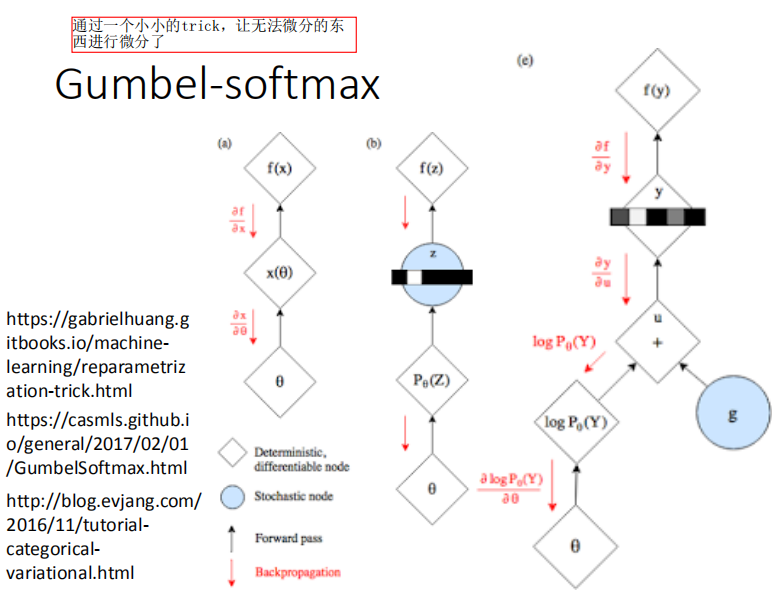 通过一个小小的trick，让无法微分的东
西进行微分了
Gumbel-softmax
(a)
f(x)
∂f
∂x
x(θ)
∂x
∂θ
θ
(b)
f(z)
z
Pθ(Z)
θ
(e)
f(y)
∂f
∂y
y
∂y
∂u
u
+
log Pθ(Y)
log Pθ(Y)
g
∂ log Pθ(Y)
∂ θ
θ
Deterministic,
differentiable node
Stochastic node
Forward pass
Backpropagation
https://gabrielhuang.g
itbooks.io/machine-
learning/reparametriz
ation-trick.html
https://casmls.github.i
o/general/2017/02/01
/GumbelSoftmax.html
http://blog.evjang.com/
2016/11/tutorial-
categorical-
variational.html